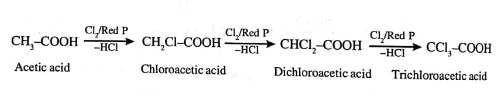 CH₃–COOH Cl₂/Red P –HCl CH₂Cl–COOH Cl₂/Red P –HCl CHCl₂–COOH Cl₂/Red P –HCl CCl₃–COOH
Acetic acid Chloroacetic acid Dichloroacetic acid Trichloroacetic acid